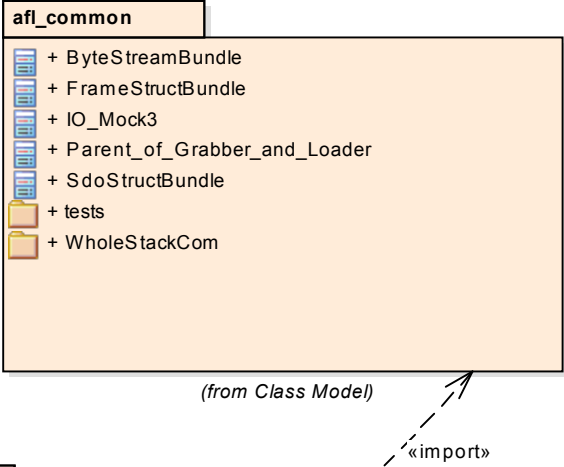 afl_common
+ ByteStreamBundle
+ FrameStructBundle
+ IO_Mock3
+ Parent_of_Grabber_and_Loader
+ SdoStructBundle
+ tests
+ WholeStackCom
(from Class Model)
«import»